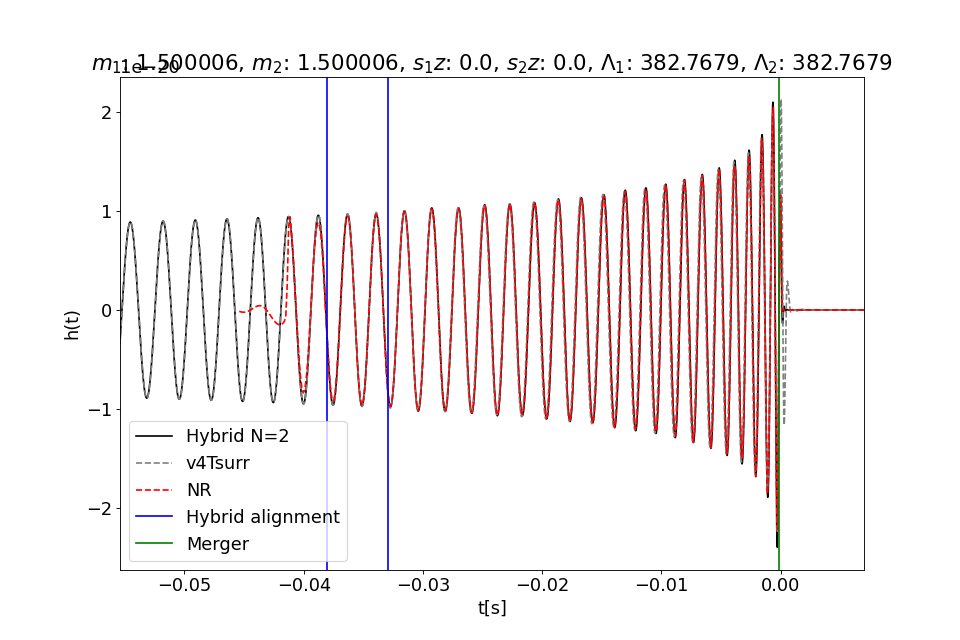 m₁: 1.500006, m₂: 1.500006, s₁z: 0.0, s₂z: 0.0, Λ₁: 382.7679, Λ₂: 382.7679
1e−20
h(t)
2
1
0
−1
−2
Hybrid N=2
v4Tsurr
NR
Hybrid alignment
Merger
−0.05 −0.04 −0.03 −0.02 −0.01 0.00
t[s]